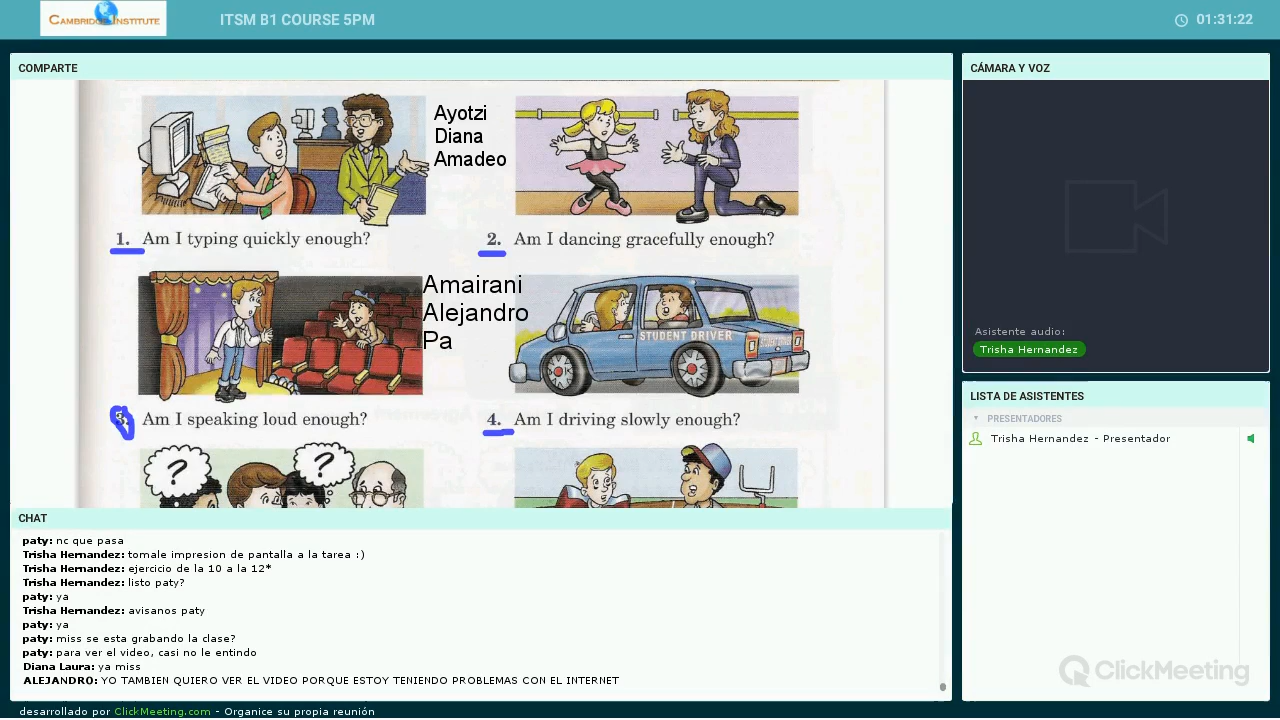 CAMBRIDGE INSTITUTE
ITSM B1 COURSE 5PM
01:31:22
COMPARTE
Ayotzi
Diana
Amadeo
1. Am I typing quickly enough?
2. Am I dancing gracefully enough?
Amairani
Alejandro
Pa
STUDENT DRIVER
3. Am I speaking loud enough?
4. Am I driving slowly enough?
?
?
CHAT
paty: nc que pasa
Trisha Hernandez: tomale impresion de pantalla a la tarea :)
Trisha Hernandez: ejercicio de la 10 a la 12*
Trisha Hernandez: listo paty?
paty: ya
Trisha Hernandez: avisanos paty
paty: ya
paty: miss se esta grabando la clase?
paty: para ver el video, casi no le entindo
Diana Laura: ya miss
ALEJANDRO: YO TAMBIEN QUIERO VER EL VIDEO PORQUE ESTOY TENIENDO PROBLEMAS CON EL INTERNET
CÁMARA Y VOZ
Asistente audio:
Trisha Hernandez
LISTA DE ASISTENTES
PRESENTADORES
Trisha Hernandez - Presentador
ClickMeeting
desarrollado por ClickMeeting.com - Organice su propia reunión